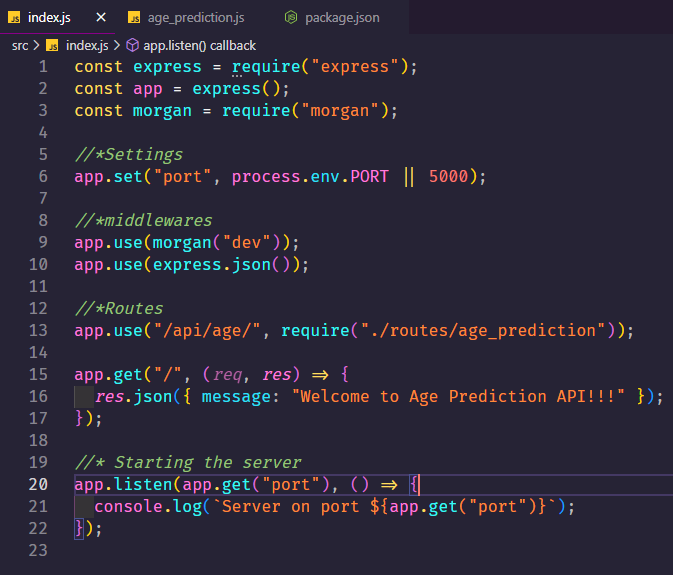 JS index.js × JS age_prediction.js package.json
src > JS index.js > app.listen() callback
1 const express = require("express");
2 const app = express();
3 const morgan = require("morgan");
4
5 //*Settings
6 app.set("port", process.env.PORT || 5000);
7
8 //*middlewares
9 app.use(morgan("dev"));
10 app.use(express.json());
11
12 //*Routes
13 app.use("/api/age/", require("./routes/age_prediction"));
14
15 app.get("/", (req, res) => {
16   res.json({ message: "Welcome to Age Prediction API!!!" });
17 });
18
19 //* Starting the server
20 app.listen(app.get("port"), () => {
21   console.log(`Server on port ${app.get("port")}`);
22 });
23